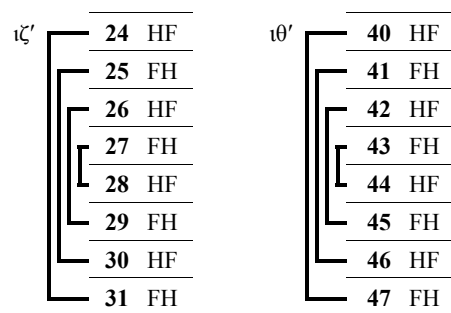 ιζ′ 24 HF
25 FH
26 HF
27 FH
28 HF
29 FH
30 HF
31 FH
ιθ′ 40 HF
41 FH
42 HF
43 FH
44 HF
45 FH
46 HF
47 FH